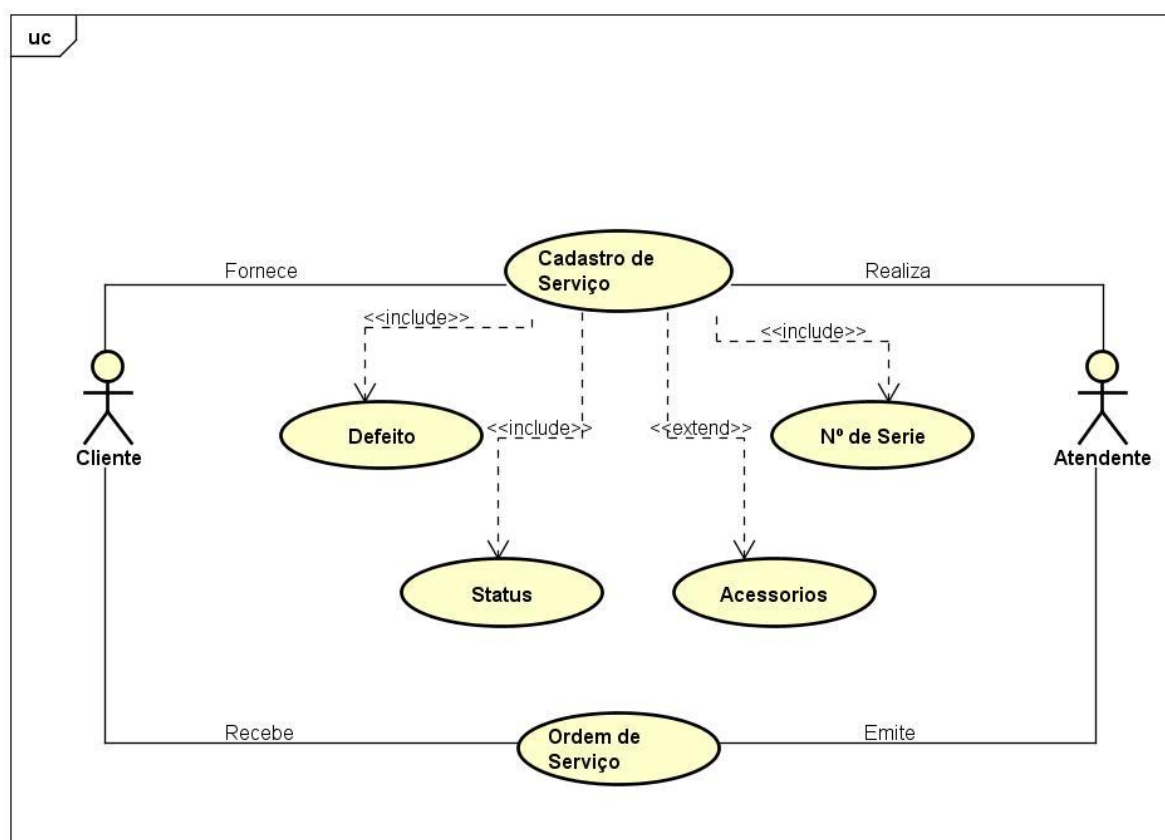 uc
Cadastro de
Serviço
Fornece
Realiza
<<include>>
<<include>>
Defeito
<<include>>
<<extend>>
Nº de Serie
Cliente
Atendente
Status
Acessorios
Recebe
Ordem de
Serviço
Emite